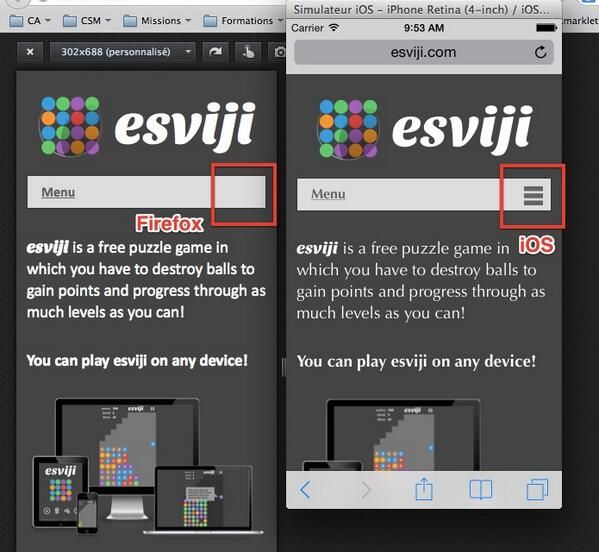 CA
CSM
Missions
Formations
Simulateur iOS - iPhone Retina (4-inch) / iOS...
302x688 (personnalisé)
Carrier
9:53 AM
esviji.com
esviji
Menu
Firefox
esviji is a free puzzle game in
which you have to destroy balls to
gain points and progress through as
much levels as you can!
You can play esviji on any device!
esviji
esviji
esviji
Menu
iOS
esviji is a free puzzle game in
which you have to destroy balls to
gain points and progress through as
much levels as you can!
You can play esviji on any device!
esviji